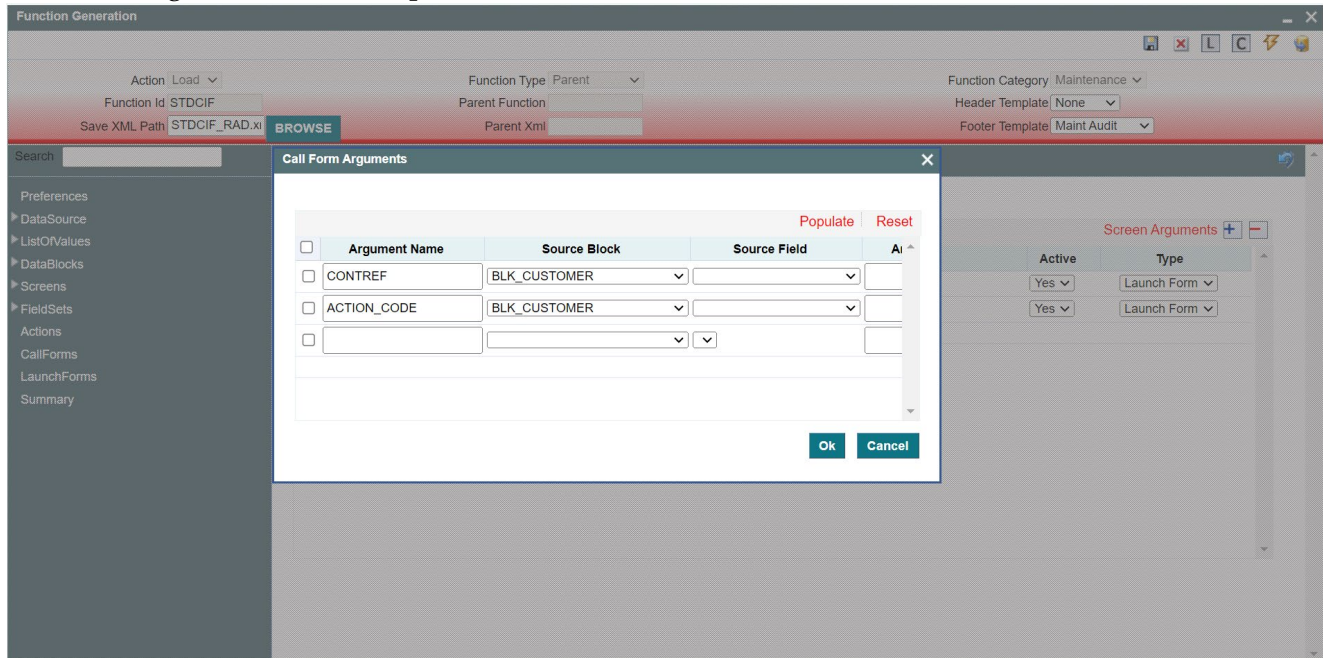 Function Generation
L C
Action Load Function Type Parent Function Category Maintenance
Function Id STDCIF Parent Function Header Template None
Save XML Path STDCIF_RAD.x BROWSE Parent Xml Footer Template Maint Audit
Search
Call Form Arguments
Preferences
DataSource
ListOfValues
DataBlocks
Screens
FieldSets
Actions
CallForms
LaunchForms
Summary
Populate Reset
Argument Name Source Block Source Field
CONTREF BLK_CUSTOMER
ACTION_CODE BLK_CUSTOMER
Ok Cancel
Screen Arguments
Active Type
Yes Launch Form
Yes Launch Form